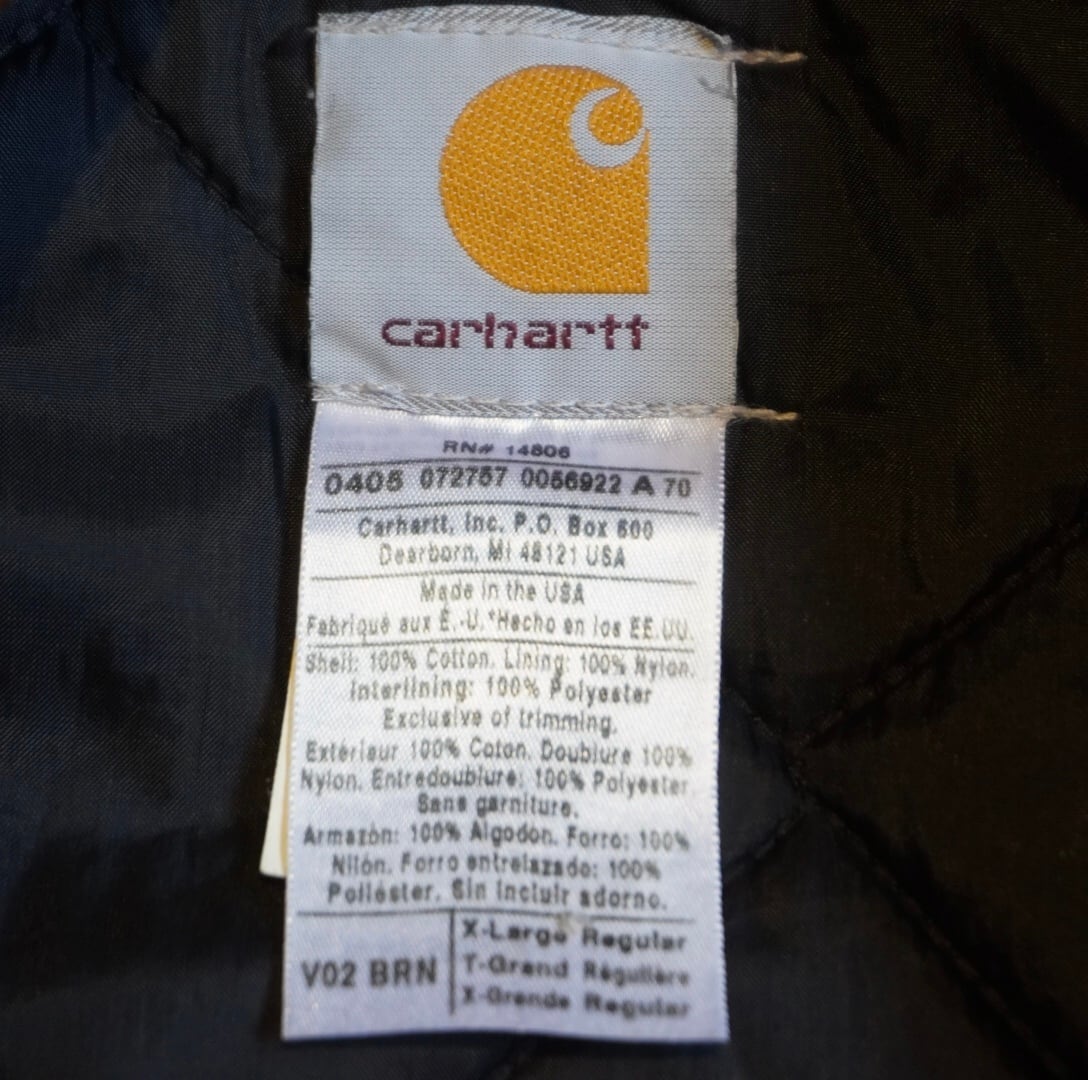 carhartt
RN# 14806
0405 072757 0056922 A 70
Carhartt, Inc. P.O. Box 600
Dearborn, MI 48121 USA
Made in the USA
Fabriqué aux É.-U.*Hecho en los EE.UU.
Shell: 100% Cotton. Lining: 100% Nylon.
Interlining: 100% Polyester
Exclusive of trimming.
Extérieur 100% Coton. Doublure 100%
Nylon. Entredoublure: 100% Polyester
Sans garniture.
Armazón: 100% Algodon. Forro: 100%
Nilón. Forro entrelazado: 100%
Poliéster. Sin incluir adorno.
V02 BRN
X-Large Regular
T-Grand Régulière
X-Grande Regular